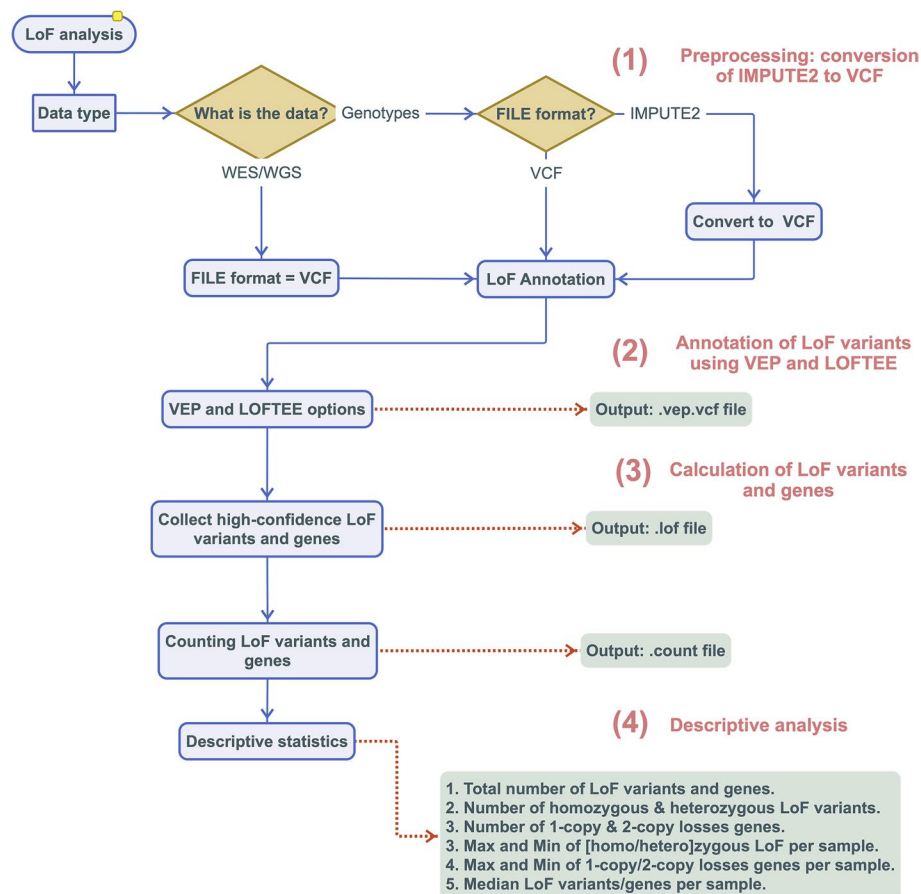 LoF analysis
(1)
Preprocessing: conversion
of IMPUTE2 to VCF
Data type
What is the data?
Genotypes
FILE format?
IMPUTE2
WES/WGS
VCF
Convert to VCF
FILE format = VCF
LoF Annotation
(2)
Annotation of LoF variants
using VEP and LOFTEE
VEP and LOFTEE options
Output: .vep.vcf file
(3)
Calculation of LoF variants
and genes
Collect high-confidence LoF
variants and genes
Output: .lof file
Counting LoF variants and
genes
Output: .count file
(4)
Descriptive analysis
Descriptive statistics
1. Total number of LoF variants and genes.
2. Number of homozygous & heterozygous LoF variants.
3. Number of 1-copy & 2-copy losses genes.
3. Max and Min of [homo/hetero]zygous LoF per sample.
4. Max and Min of 1-copy/2-copy losses genes per sample.
5. Median LoF variants/genes per sample.